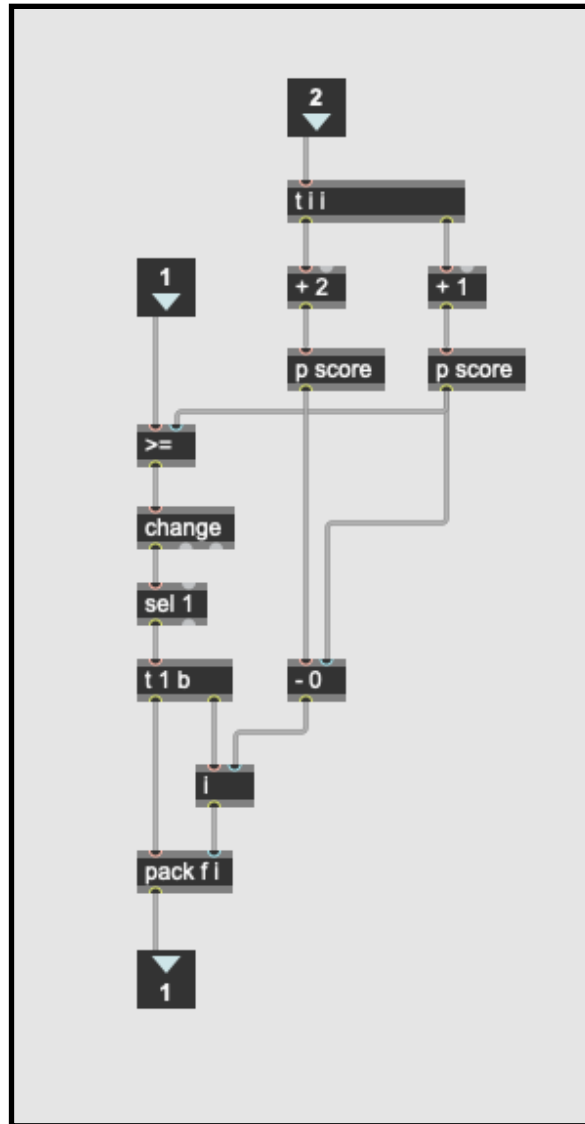 2
t i i
1
+ 2
+ 1
p score
p score
>=
change
sel 1
t 1 b
- 0
i
pack f i
1